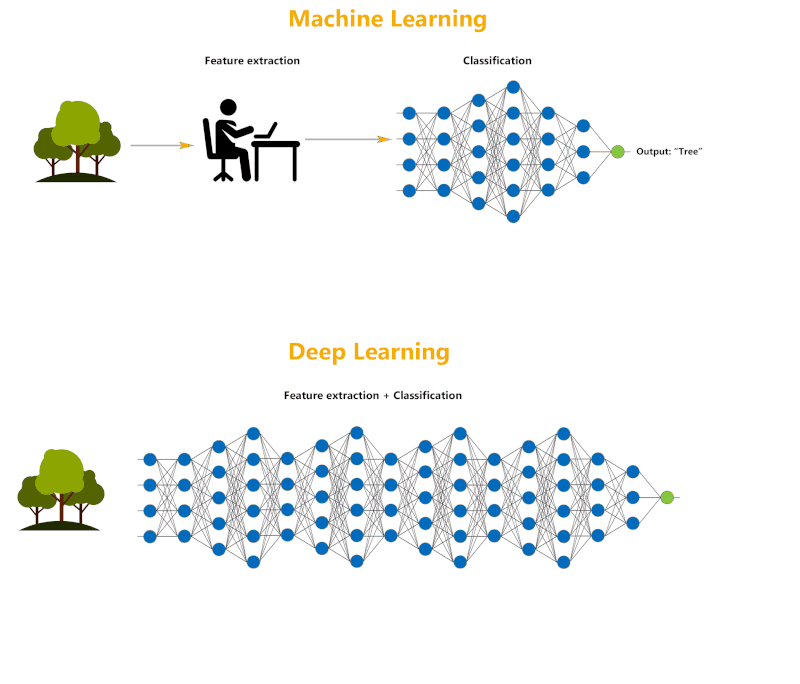 Machine Learning
Feature extraction
Classification
Output: “Tree”
Deep Learning
Feature extraction + Classification